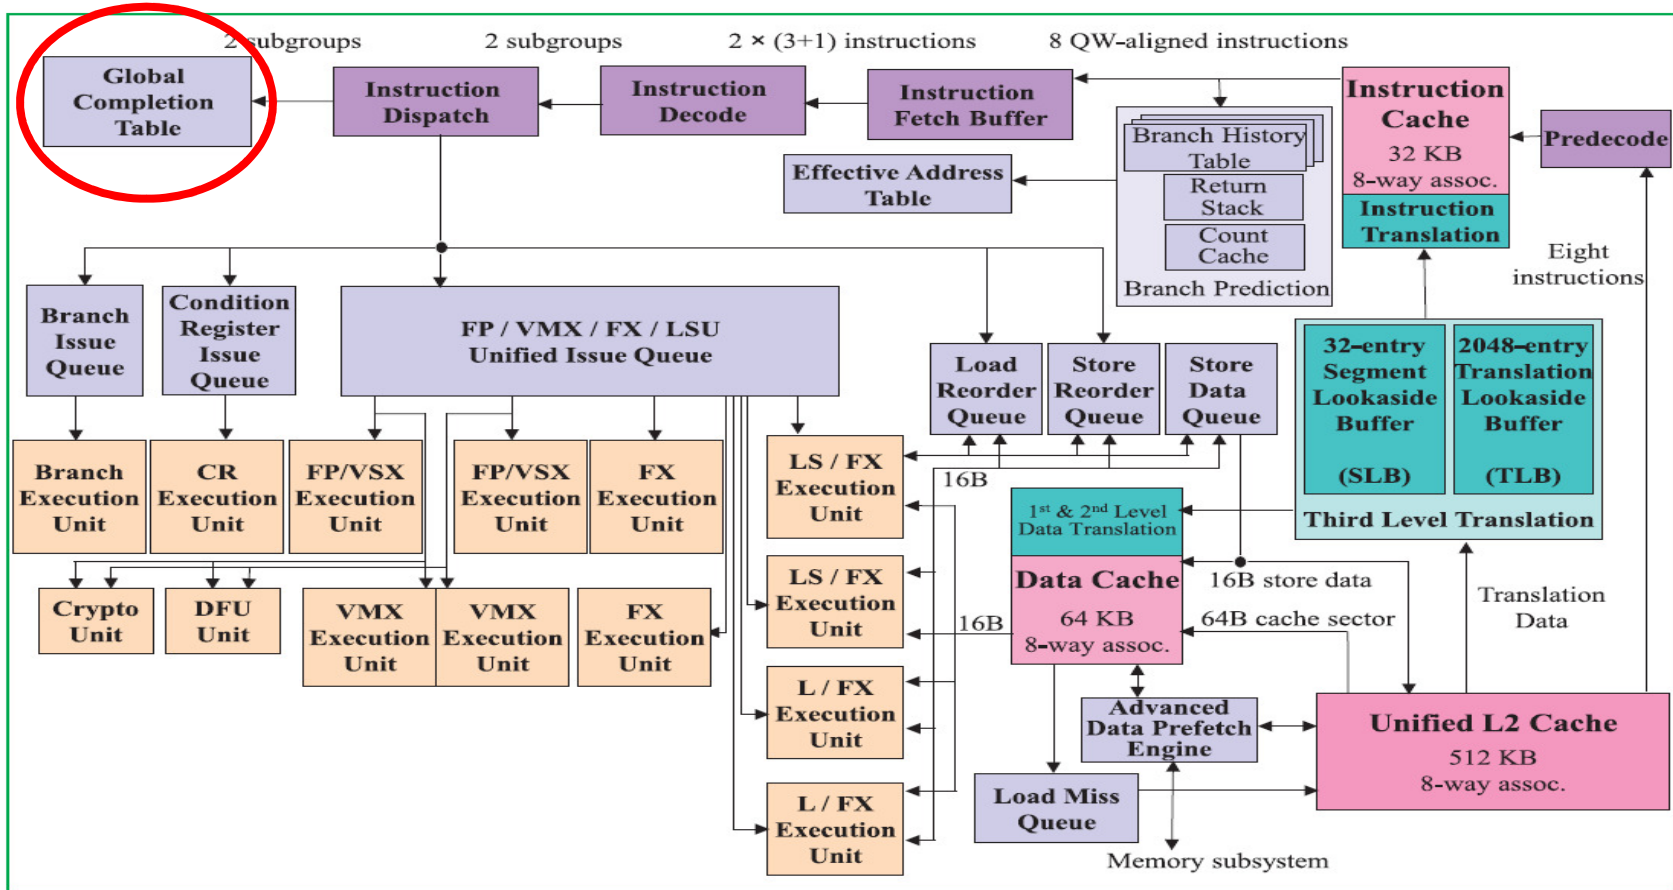 2 subgroups
2 subgroups
2 × (3+1) instructions
8 QW-aligned instructions
Global
Completion
Table
Instruction
Dispatch
Instruction
Decode
Instruction
Fetch Buffer
Instruction
Cache
32 KB
8-way assoc.
Instruction
Translation
Predecode
Branch History
Table
Return
Stack
Count
Cache
Branch Prediction
Effective Address
Table
Eight
instructions
Branch
Issue
Queue
Condition
Register
Issue
Queue
FP / VMX / FX / LSU
Unified Issue Queue
Load
Reorder
Queue
Store
Reorder
Queue
Store
Data
Queue
32-entry
Segment
Lookaside
Buffer
(SLB)
2048-entry
Translation
Lookaside
Buffer
(TLB)
Third Level Translation
Branch
Execution
Unit
CR
Execution
Unit
FP/VSX
Execution
Unit
FP/VSX
Execution
Unit
FX
Execution
Unit
LS / FX
Execution
Unit
16B
1st & 2nd Level
Data Translation
Data Cache
64 KB
8-way assoc.
16B store data
64B cache sector
Translation
Data
Crypto
Unit
DFU
Unit
VMX
Execution
Unit
VMX
Execution
Unit
FX
Execution
Unit
LS / FX
Execution
Unit
16B
L / FX
Execution
Unit
Advanced
Data Prefetch
Engine
Unified L2 Cache
512 KB
8-way assoc.
L / FX
Execution
Unit
Load Miss
Queue
Memory subsystem